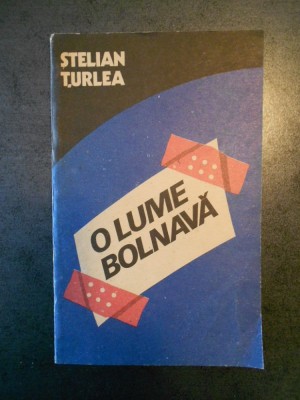 ȘTELIAN
ȚURLEA
O LUME
BOLNAVĂ